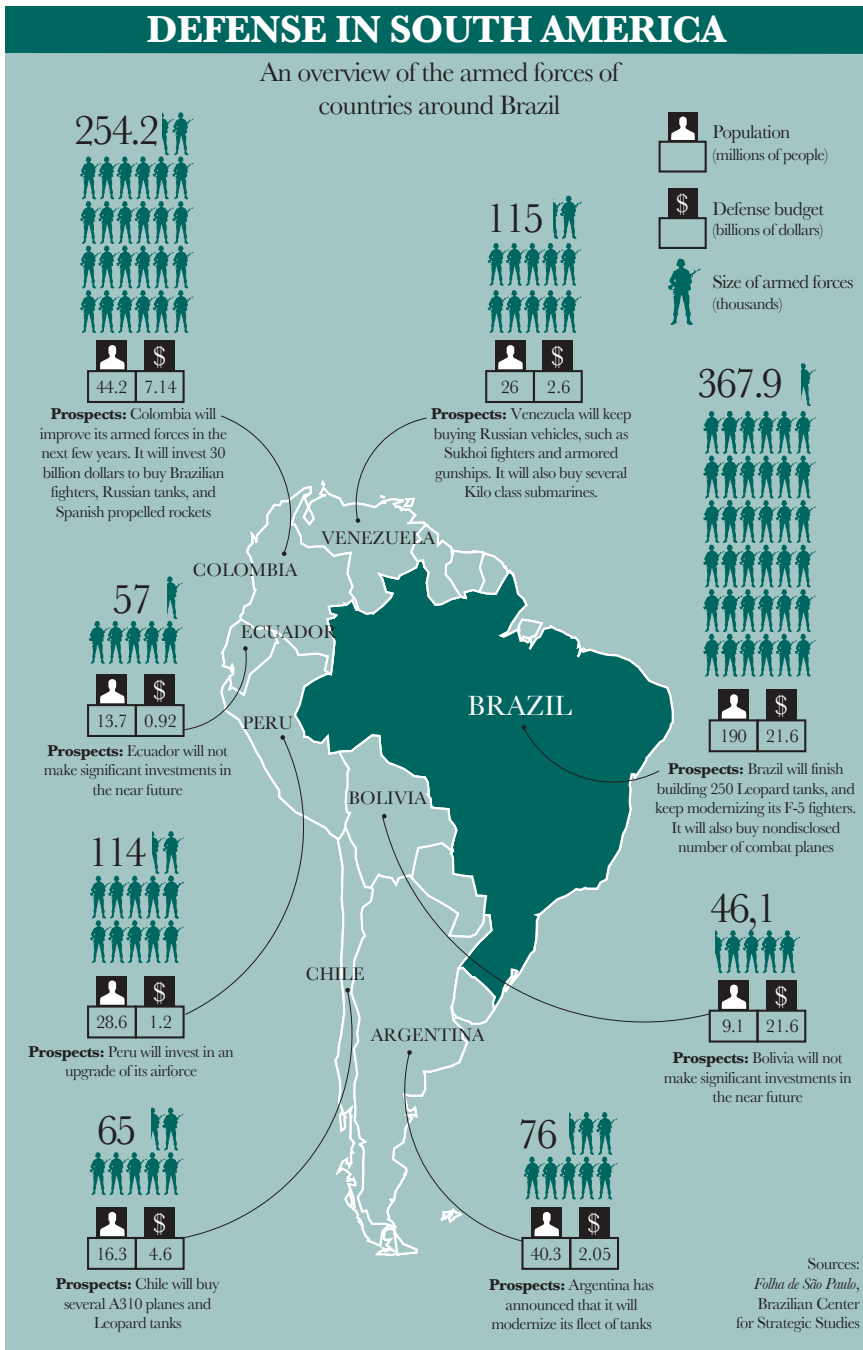 DEFENSE IN SOUTH AMERICA
An overview of the armed forces of
countries around Brazil
Population
(millions of people)
$
Defense budget
(billions of dollars)
Size of armed forces
(thousands)
254.2
$
44.2 7.14
Prospects: Colombia will
improve its armed forces in the
next few years. It will invest 30
billion dollars to buy Brazilian
fighters, Russian tanks, and
Spanish propelled rockets
115
$
26 2.6
Prospects: Venezuela will keep
buying Russian vehicles, such as
Sukhoi fighters and armored
gunships. It will also buy several
Kilo class submarines.
367.9
$
190 21.6
Prospects: Brazil will finish
building 250 Leopard tanks, and
keep modernizing its F-5 fighters.
It will also buy nondisclosed
number of combat planes
57
$
13.7 0.92
Prospects: Ecuador will not
make significant investments in
the near future
114
$
28.6 1.2
Prospects: Peru will invest in an
upgrade of its airforce
65
$
16.3 4.6
Prospects: Chile will buy
several A310 planes and
Leopard tanks
VENEZUELA
COLOMBIA
ECUADOR
PERU
BRAZIL
BOLIVIA
CHILE
ARGENTINA
46,1
$
9.1 21.6
Prospects: Bolivia will not
make significant investments in
the near future
76
$
40.3 2.05
Prospects: Argentina has
announced that it will
modernize its fleet of tanks
Sources:
Folha de São Paulo,
Brazilian Center
for Strategic Studies